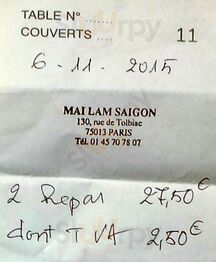 TABLE N° .....
COUVERTS .... 11
6 - 11 - 2015
MAI LAM SAIGON
130, rue de Tolbiac
75013 PARIS
Tél. 01 45 70 78 07
2 Repas 27,50€
dont TVA 2,50€